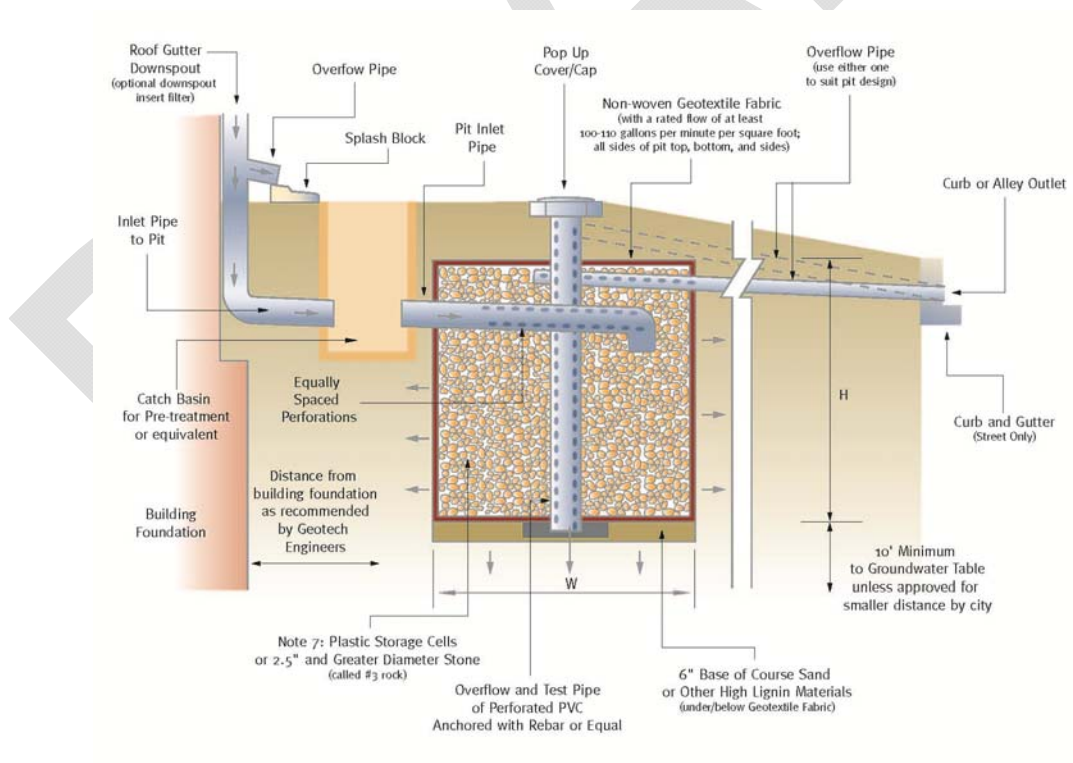 Roof Gutter
Downspout
(optional downspout
insert filter)
Overfow Pipe
Splash Block
Pit Inlet
Pipe
Pop Up
Cover/Cap
Non-woven Geotextile Fabric
(with a rated flow of at least
100-110 gallons per minute per square foot;
all sides of pit top, bottom, and sides)
Overflow Pipe
(use either one
to suit pit design)
Curb or Alley Outlet
Inlet Pipe
to Pit
Catch Basin
for Pre-treatment
or equivalent
Equally
Spaced
Perforations
H
Curb and Gutter
(Street Only)
Building
Foundation
Distance from
building foundation
as recommended
by Geotech
Engineers
W
10' Minimum
to Groundwater Table
unless approved for
smaller distance by city
Note 7: Plastic Storage Cells
or 2.5" and Greater Diameter Stone
(called #3 rock)
Overflow and Test Pipe
of Perforated PVC
Anchored with Rebar or Equal
6" Base of Course Sand
or Other High Lignin Materials
(under/below Geotextile Fabric)